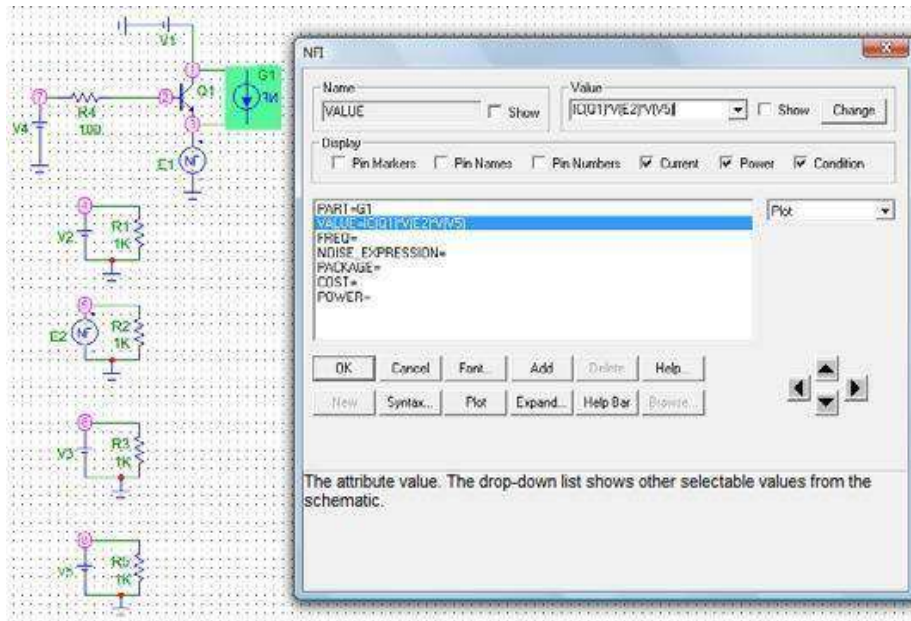 V1
NFI
1
G1
Name
Value
VALUE
Show
IC(Q1)*V(E2)*V(V5)
Show
Change
7
2
Q1
R4
100
V4
3
Display
Pin Markers
Pin Names
Pin Numbers
Current
Power
Condition
E1
NF
PART=G1
Plot
VALUE=IC(Q1)*V(E2)*V(V5)
FREQ=
NOISE_EXPRESSION=
PACKAGE=
COST=
POWER=
V2
R1
1K
E2
NF
R2
1K
OK
Cancel
Font...
Add
Delete
Help...
New
Syntax...
Plot
Expand...
Help Bar
Browse...
V3
R3
1K
The attribute value. The drop-down list shows other selectable values from the
schematic.
V5
R5
1K